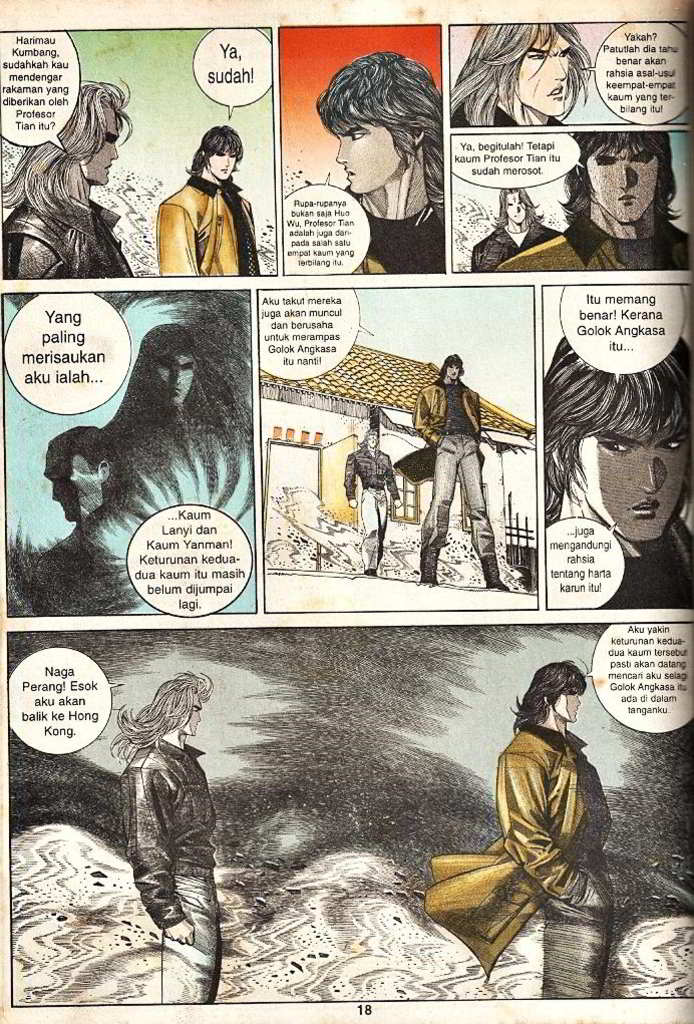 Harimau
Kumbang,
sudahkah kau
mendengar
rakaman yang
diberikan oleh
Profesor
Tian itu?
Ya,
sudah!
Rupa-rupanya
bukan saja Huo
Wu, Profesor Tian
adalah juga dari-
pada salah satu
empat kaum yang
terbilang itu.
Yakah?
Patutlah dia tahu
benar akan
rahsia asal-usul
keempat-empat
kaum yang ter-
bilang itu!
Ya, begitulah! Tetapi
kaum Profesor Tian itu
sudah merosot.
Yang
paling
merisaukan
aku ialah...
...Kaum
Lanyi dan
Kaum Yanman!
Keturunan kedua-
dua kaum itu masih
belum dijumpai
lagi.
Aku takut mereka
juga akan muncul
dan berusaha
untuk merampas
Golok Angkasa
itu nanti!
Itu memang
benar! Kerana
Golok Angkasa
itu...
...juga
mengandungi
rahsia
tentang harta
karun itu!
Naga
Perang! Esok
aku akan
balik ke Hong
Kong.
Aku yakin
keturunan kedua-
dua kaum tersebut
pasti akan datang
mencari aku selagi
Golok Angkasa itu
ada di dalam
tanganku.
18